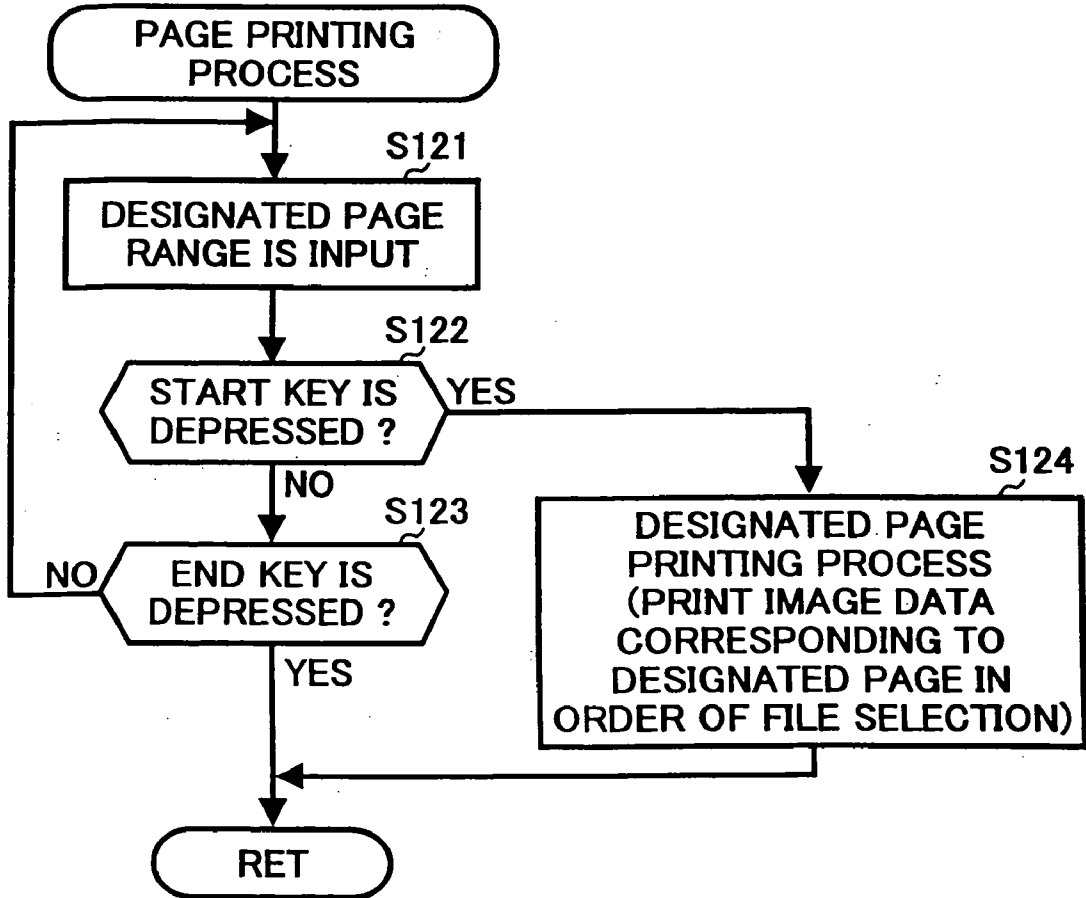 PAGE PRINTING
PROCESS
S121
DESIGNATED PAGE
RANGE IS INPUT
S122
START KEY IS
DEPRESSED ?
YES
NO
S123
END KEY IS
DEPRESSED ?
NO
YES
S124
DESIGNATED PAGE
PRINTING PROCESS
(PRINT IMAGE DATA
CORRESPONDING TO
DESIGNATED PAGE IN
ORDER OF FILE SELECTION)
RET